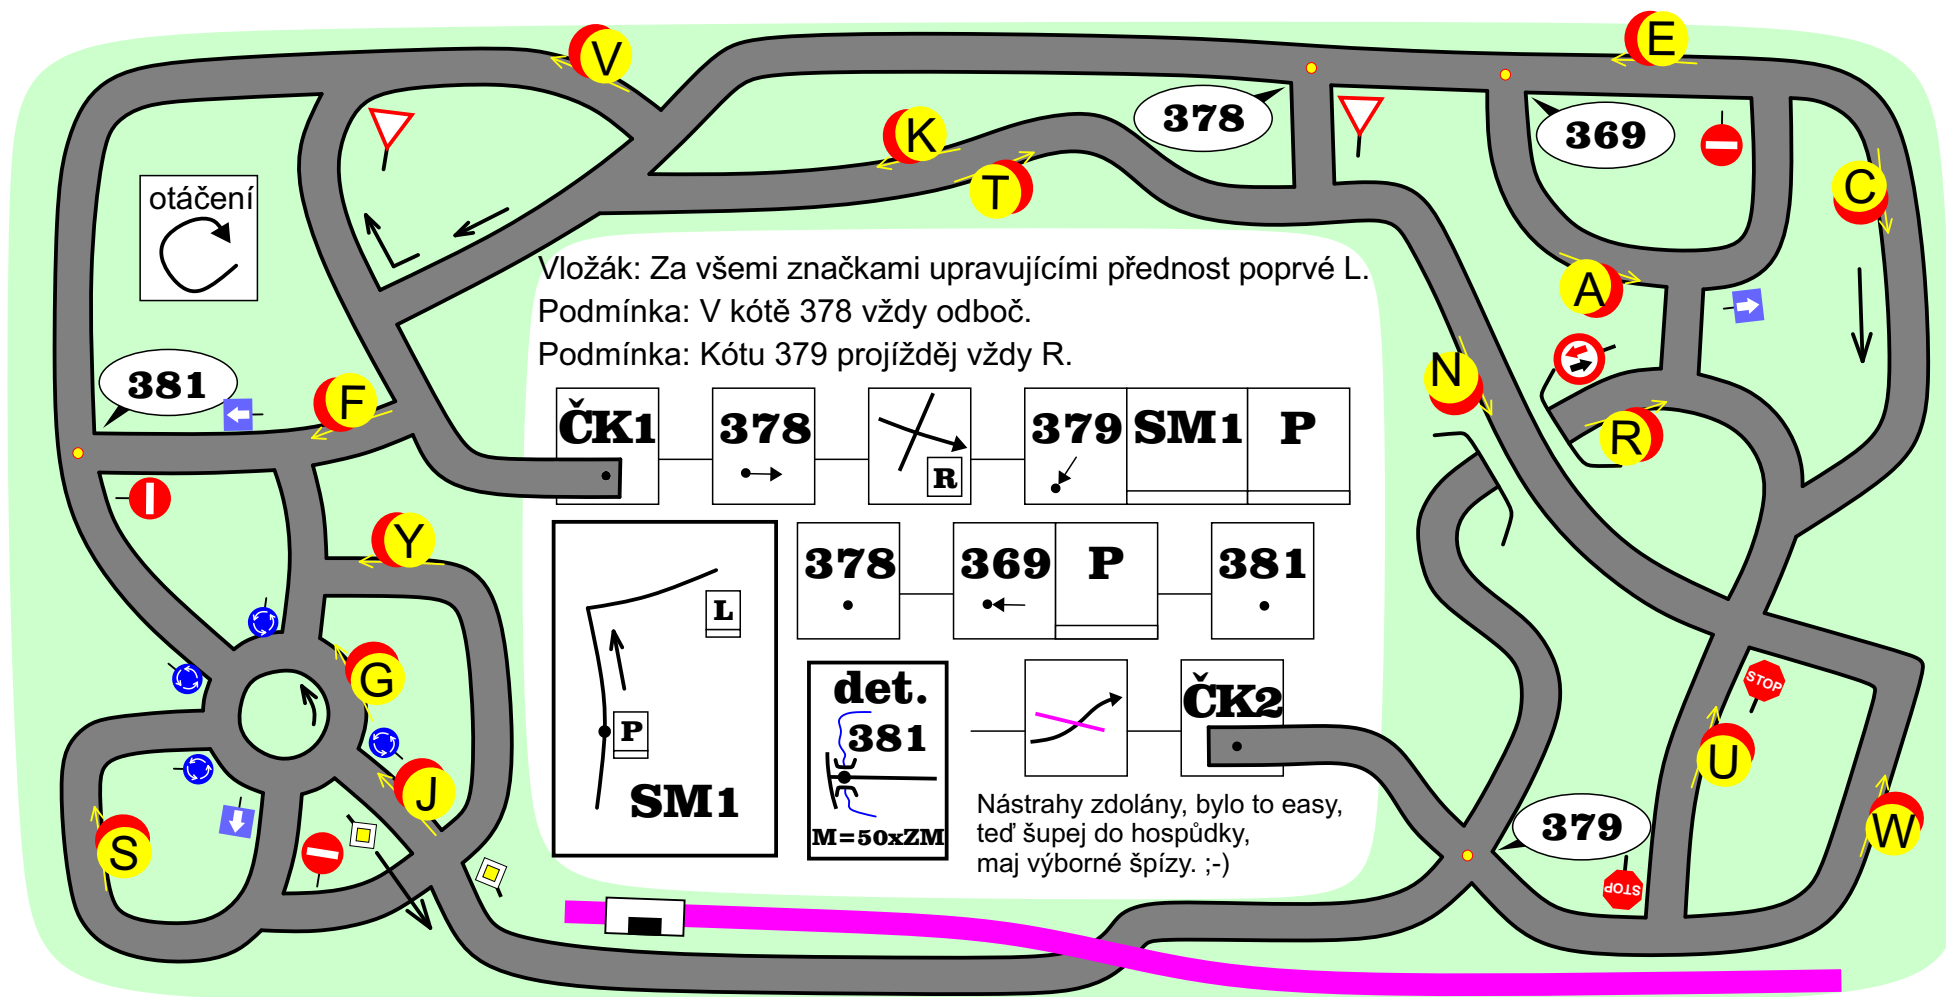 E
V
K
378
369
T
C
otáčení
Vložák: Za všemi značkami upravujícími přednost poprvé L.
Podmínka: V kótě 378 vždy odboč.
Podmínka: Kótu 379 projížděj vždy R.
A
381
F
N
R
ČK1
378
R
379
SM1
P
Y
STOP
378
369
P
381
L
P
SM1
det.
381
M=50xZM
ČK2
G
J
S
U
W
Nástrahy zdolány, bylo to easy,
teď šupej do hospůdky,
maj výborné špízy. ;-)
379
STOP